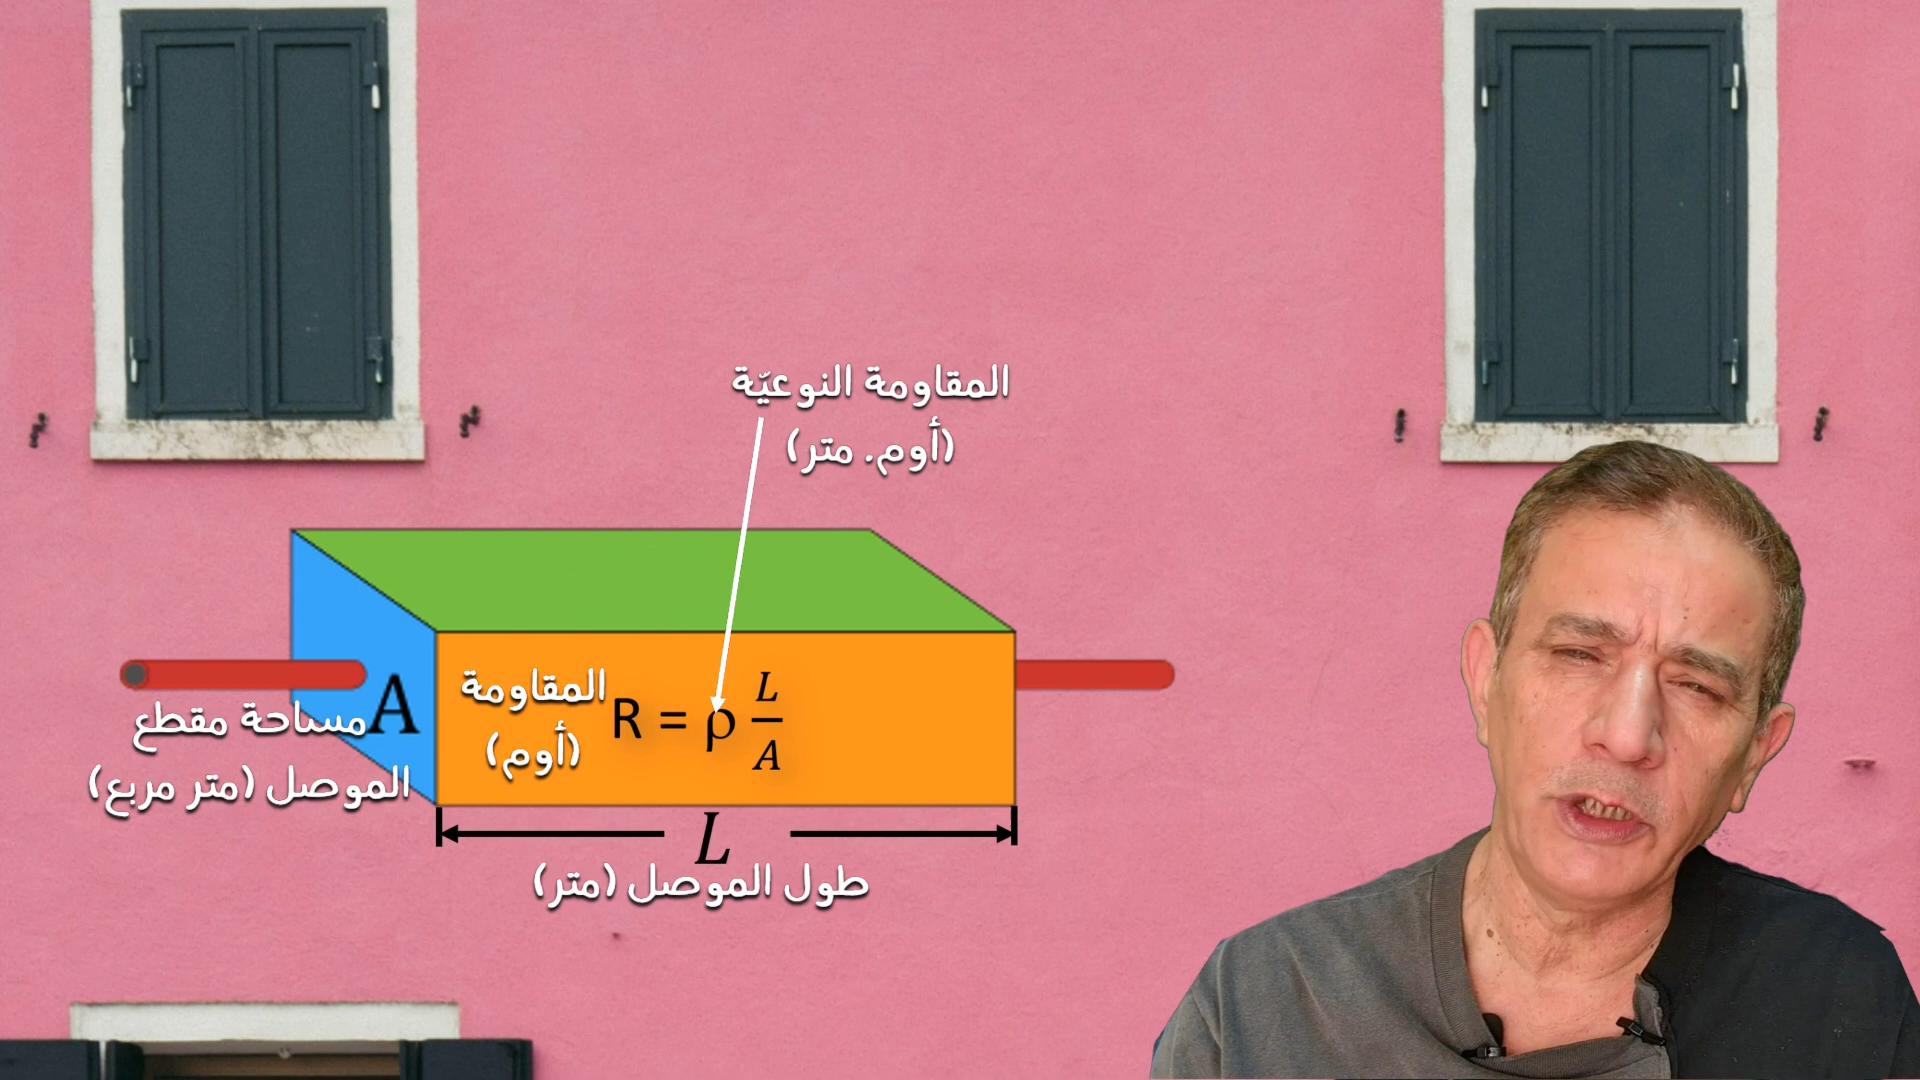 المقاومة النوعيّة
(أوم. متر)
المقاومة
(أوم)
R = ρ L/A
A
مساحة مقطع
الموصل (متر مربع)
L
طول الموصل (متر)